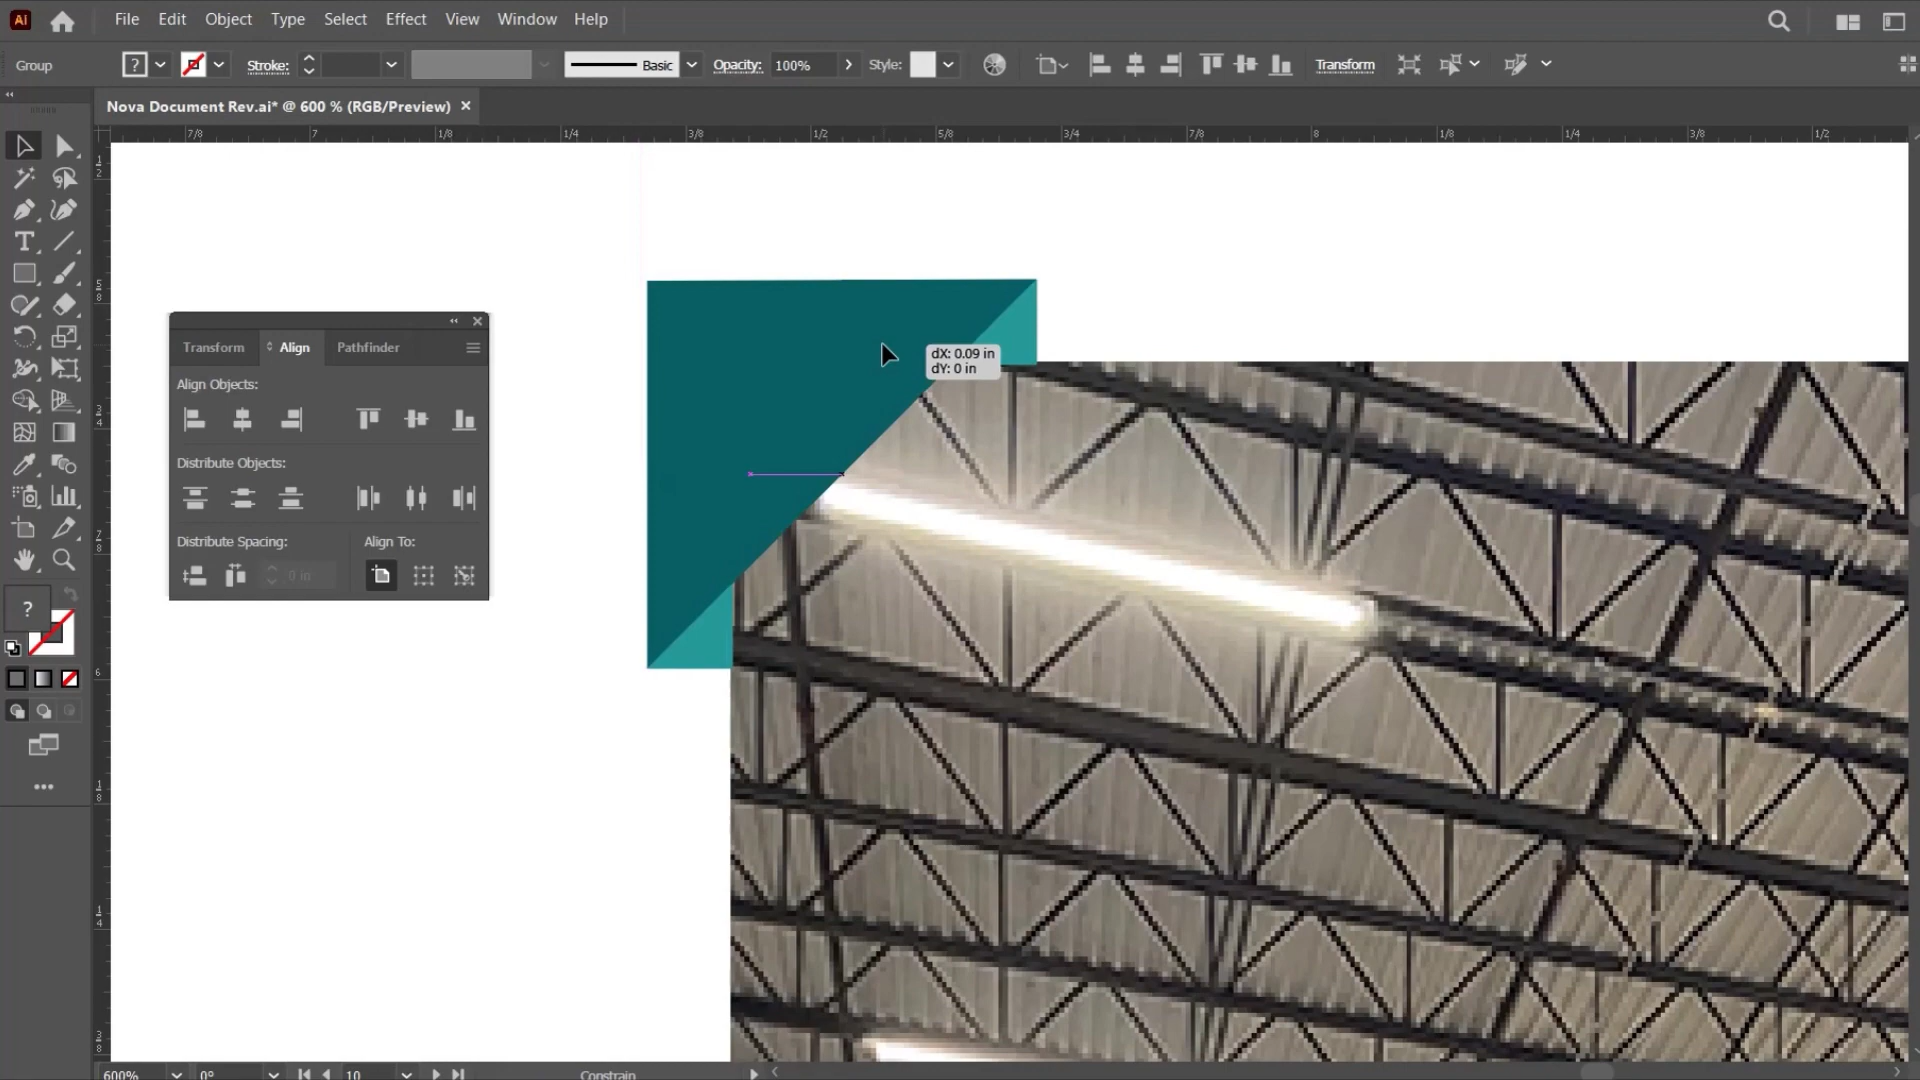 Ai File Edit Object Type Select Effect View Window Help
Group ? Stroke: Basic Opacity: 100% Style: Transform
Nova Document Rev.ai* @ 600 % (RGB/Preview) ×
7/8 7 1/8 1/4 3/8 1/2 5/8 3/4 7/8 8 1/8 1/4 3/8 1/2
Transform Align Pathfinder
Align Objects:
Distribute Objects:
Distribute Spacing: Align To:
0 in
dX: 0.09 in
dY: 0 in
?
600% 0° 10 Constrain